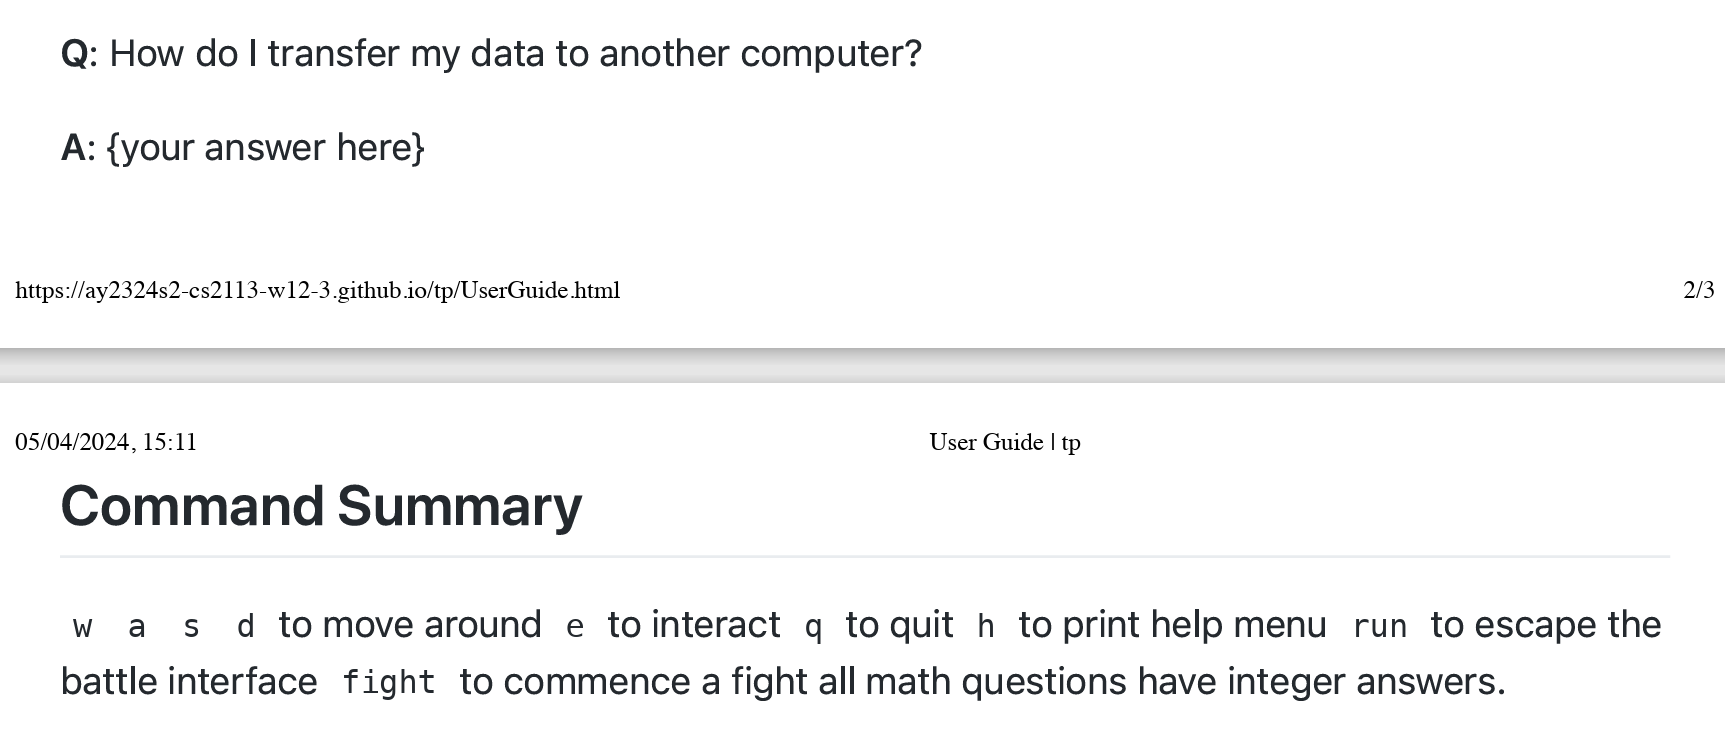 Q: How do I transfer my data to another computer?
A: {your answer here}
https://ay2324s2-cs2113-w12-3.github.io/tp/UserGuide.html 2/3
05/04/2024, 15:11 User Guide | tp
Command Summary
w a s d to move around e to interact q to quit h to print help menu run to escape the
battle interface fight to commence a fight all math questions have integer answers.